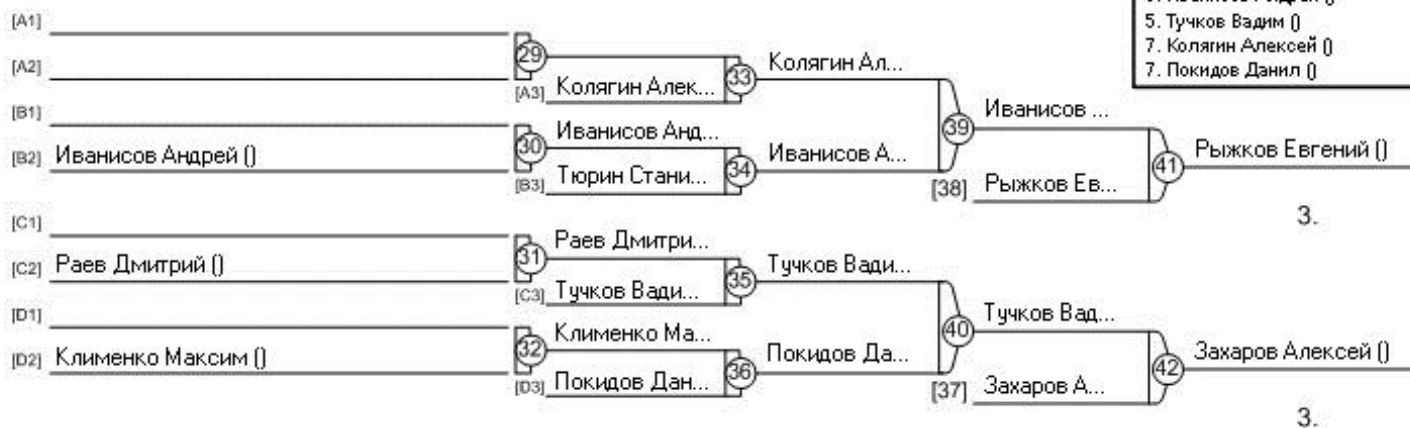 5. Тучков Вадим ()
7. Колягин Алексей ()
7. Покидов Данил ()
[A1]
[A2]
29
[A3] Колягин Алек...
33
Колягин Ал...
[B1]
[B2] Иванисов Андрей ()
30
Иванисов Анд...
[B3] Тюрин Стани...
34
Иванисов А...
39
Иванисов ...
[38] Рыжков Ев...
41
Рыжков Евгений ()
3.
[C1]
[C2] Раев Дмитрий ()
31
Раев Дмитри...
[C3] Тучков Вади...
35
Тучков Вади...
[D1]
[D2] Клименко Максим ()
32
Клименко Ма...
[D3] Покидов Дан...
36
Покидов Да...
40
Тучков Вад...
[37] Захаров А...
42
Захаров Алексей ()
3.